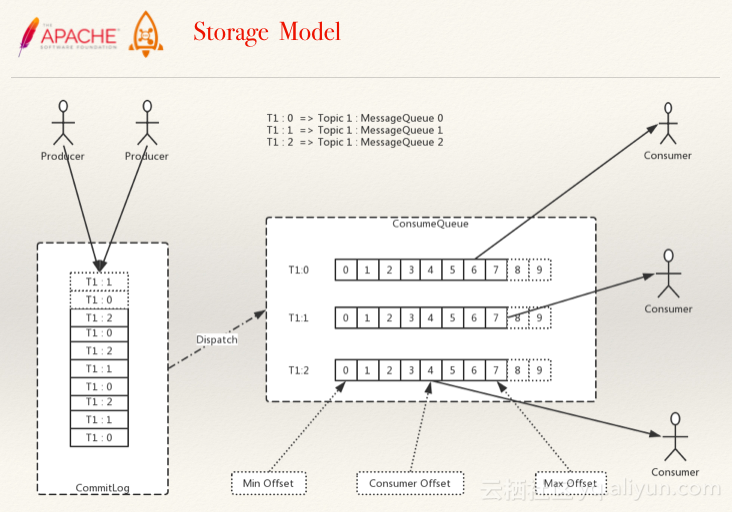 THE
APACHE
SOFTWARE FOUNDATION
Storage Model
T1 : 0 => Topic 1 : MessageQueue 0
T1 : 1 => Topic 1 : MessageQueue 1
T1 : 2 => Topic 1 : MessageQueue 2
Producer
Producer
Consumer
ConsumeQueue
T1 : 1
T1 : 0
T1 : 2
T1 : 0
T1 : 2
T1 : 1
T1 : 0
T1 : 2
T1 : 1
T1 : 0
CommitLog
Dispatch
T1:0 0 1 2 3 4 5 6 7 8 9
T1:1 0 1 2 3 4 5 6 7 8 9
T1:2 0 1 2 3 4 5 6 7 8 9
Consumer
Consumer
Min Offset
Consumer Offset
Max Offset
云栖社区 yq.aliyun.com